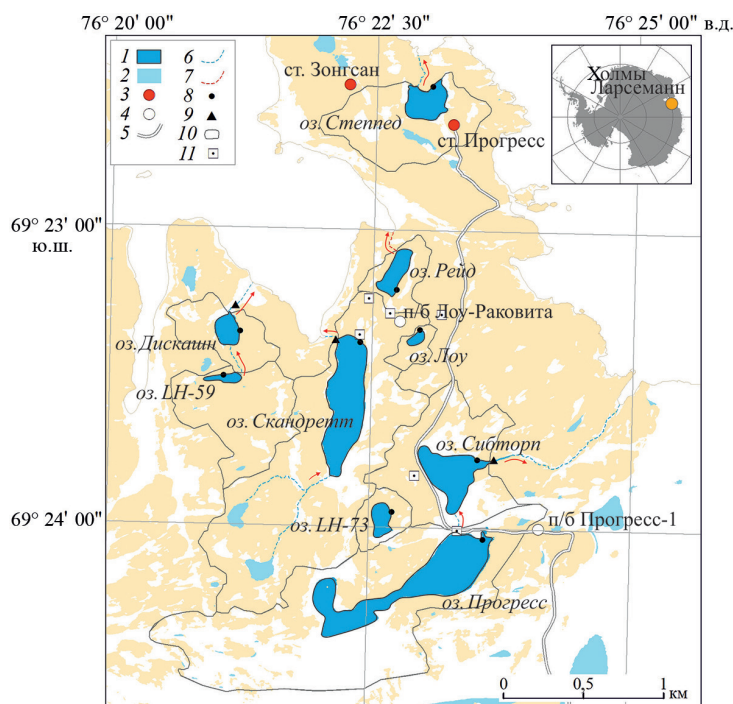 76° 20' 00"
76° 22' 30"
76° 25' 00" в.д.
1
2
3
4
5
6
7
8
9
10
11
ст. Зонгсан
Холмы
Ларсеманн
оз. Степпед
ст. Прогресс
69° 23' 00"
ю.ш.
оз. Рейд
п/б Лоу-Раковита
оз. Дискашн
оз. Лоу
оз. LH-59
оз. Скандретт
оз. Сибторп
69° 24' 00"
оз. LH-73
п/б Прогресс-1
оз. Прогресс
0
0,5
1
км